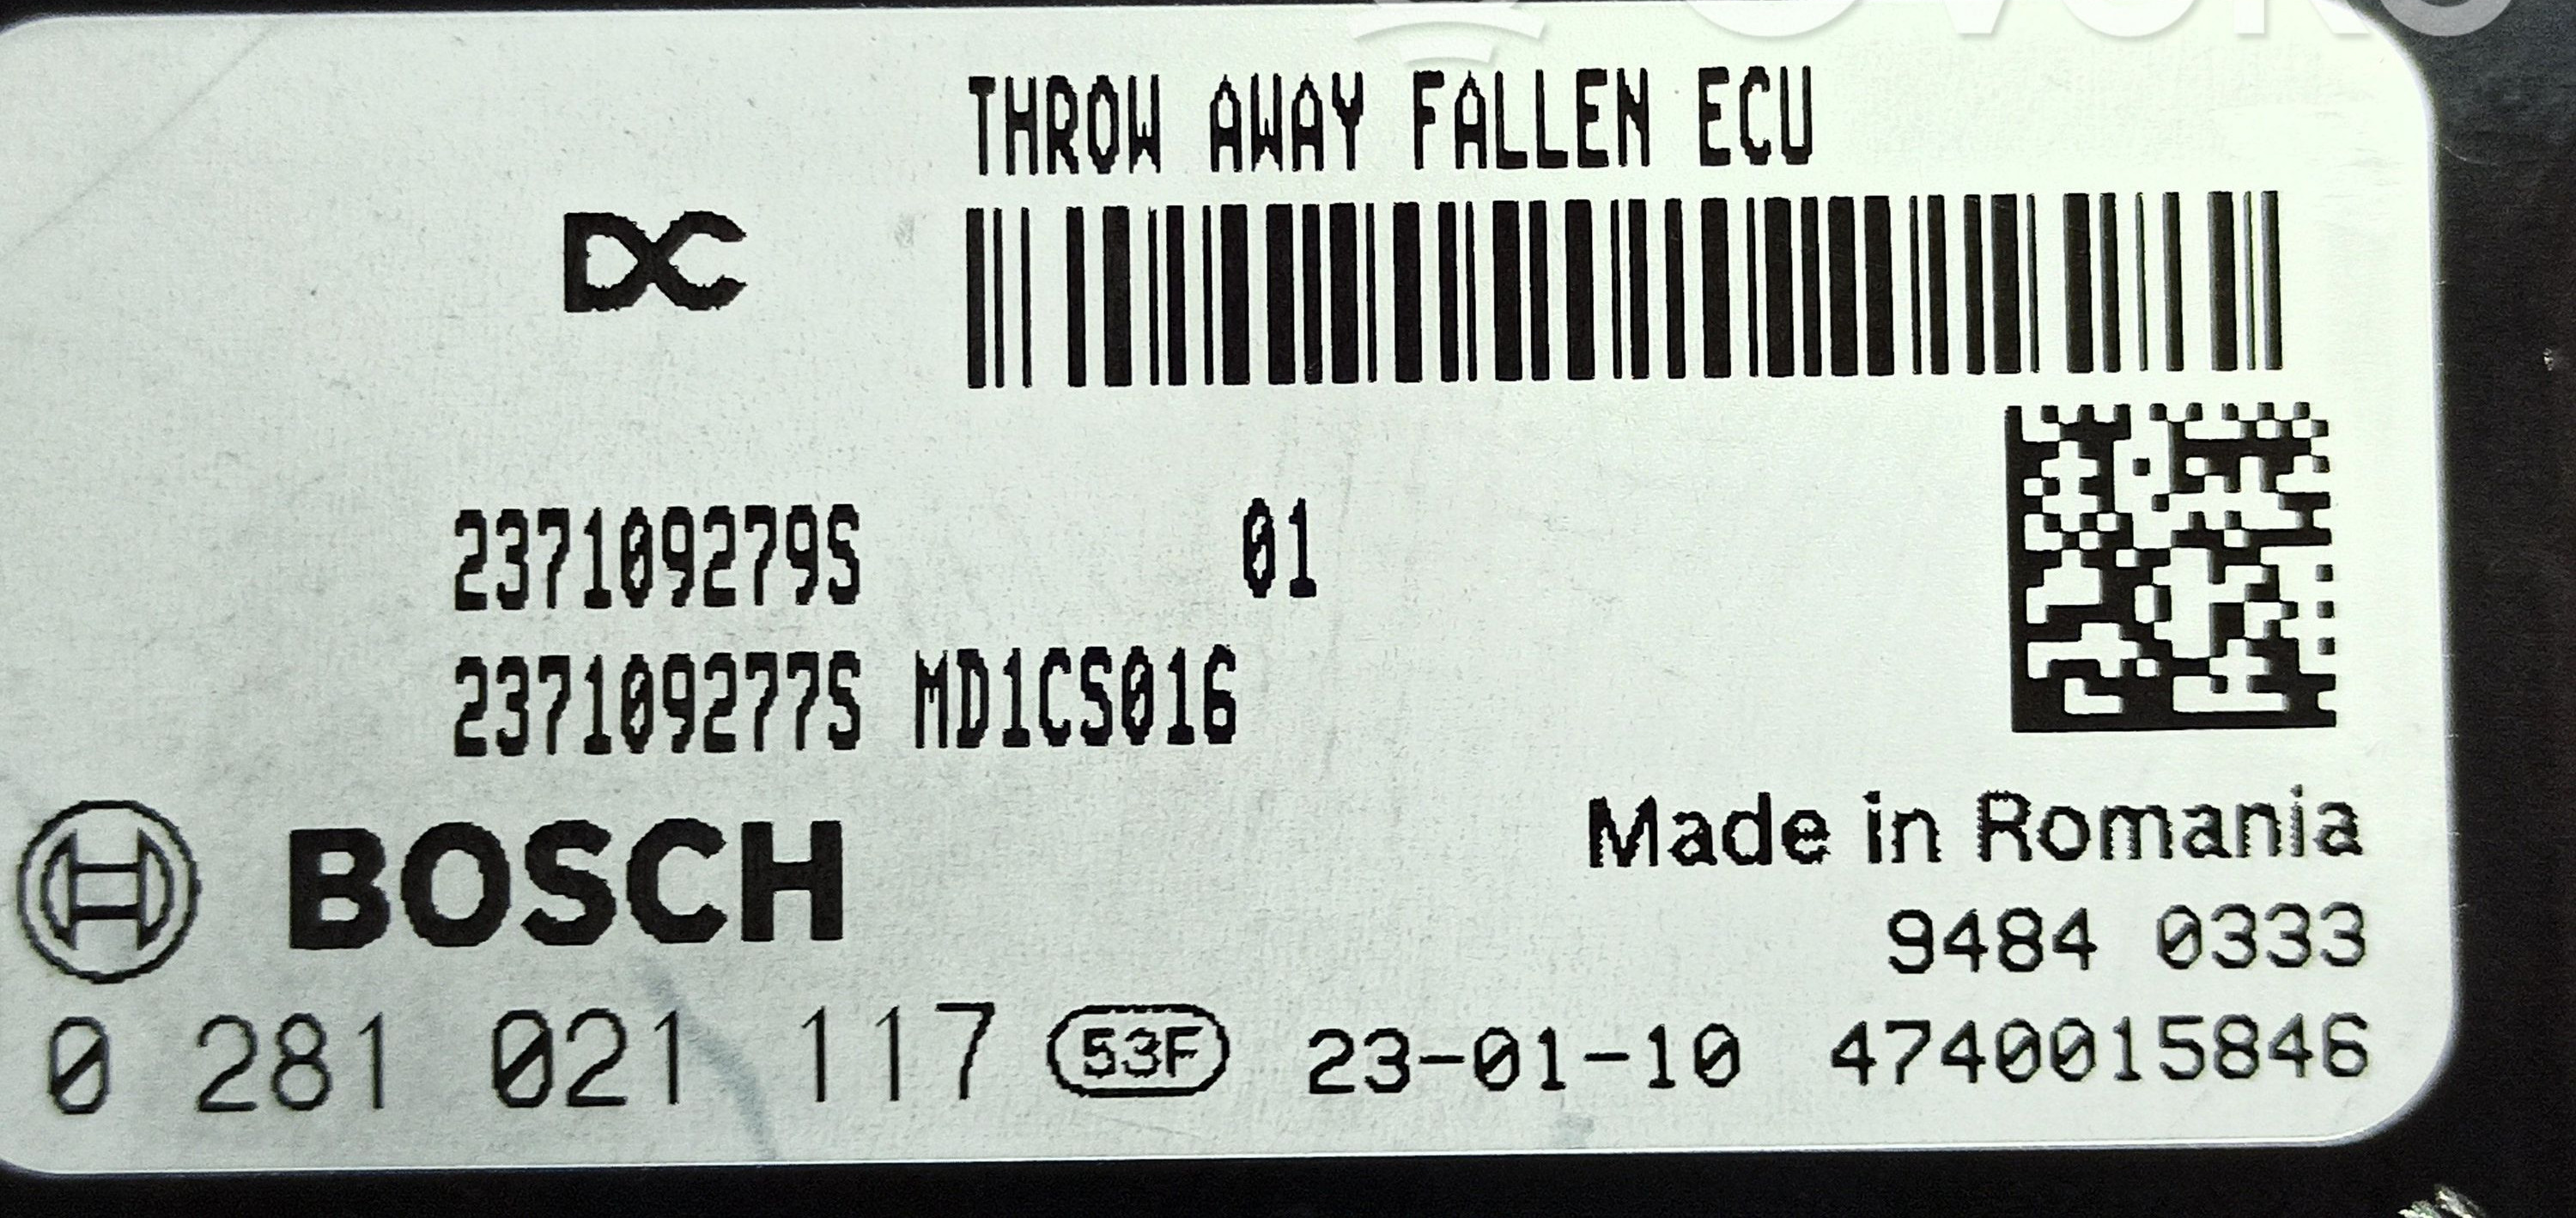 THROW AWAY FALLEN ECU
DC
237109279S 01
237109277S MD1CS016
BOSCH
Made in Romania
9484 0333
0 281 021 117 53F 23-01-10 4740015846